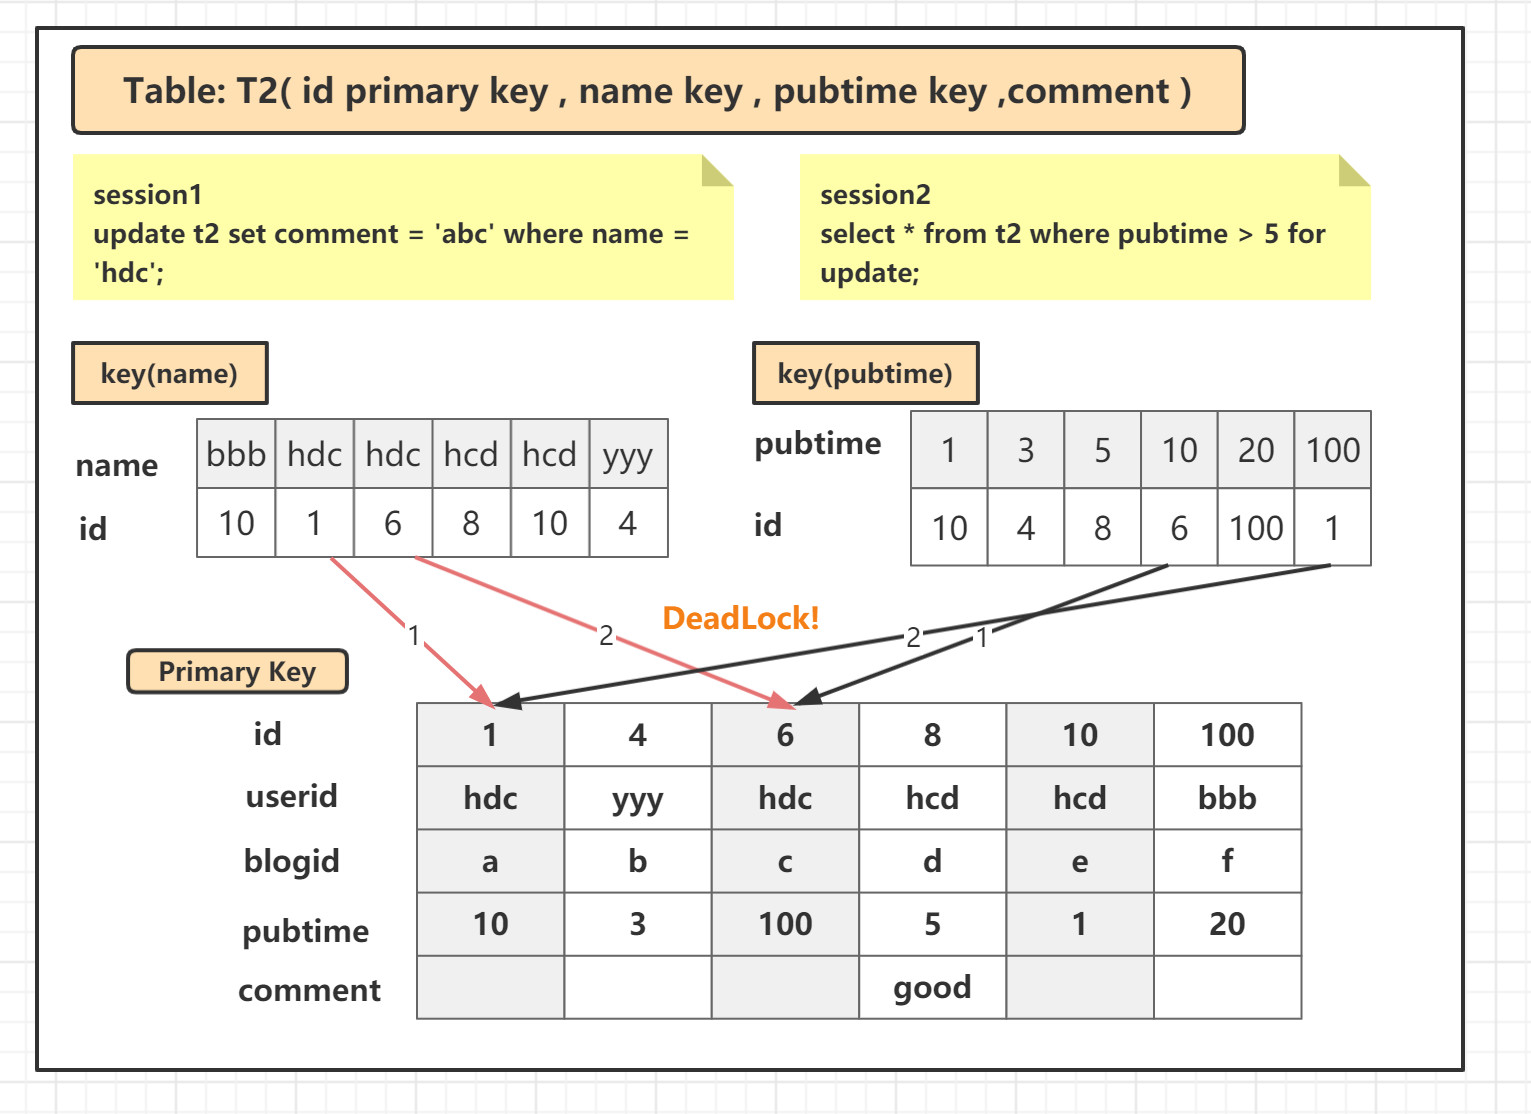 Table: T2( id primary key , name key , pubtime key ,comment )
session1
update t2 set comment = 'abc' where name =
'hdc';
session2
select * from t2 where pubtime > 5 for
update;
key(name)
key(pubtime)
name bbb hdc hdc hcd hcd yyy
id 10 1 6 8 10 4
pubtime 1 3 5 10 20 100
id 10 4 8 6 100 1
DeadLock!
1 2 2 1
Primary Key
id 1 4 6 8 10 100
userid hdc yyy hdc hcd hcd bbb
blogid a b c d e f
pubtime 10 3 100 5 1 20
comment good